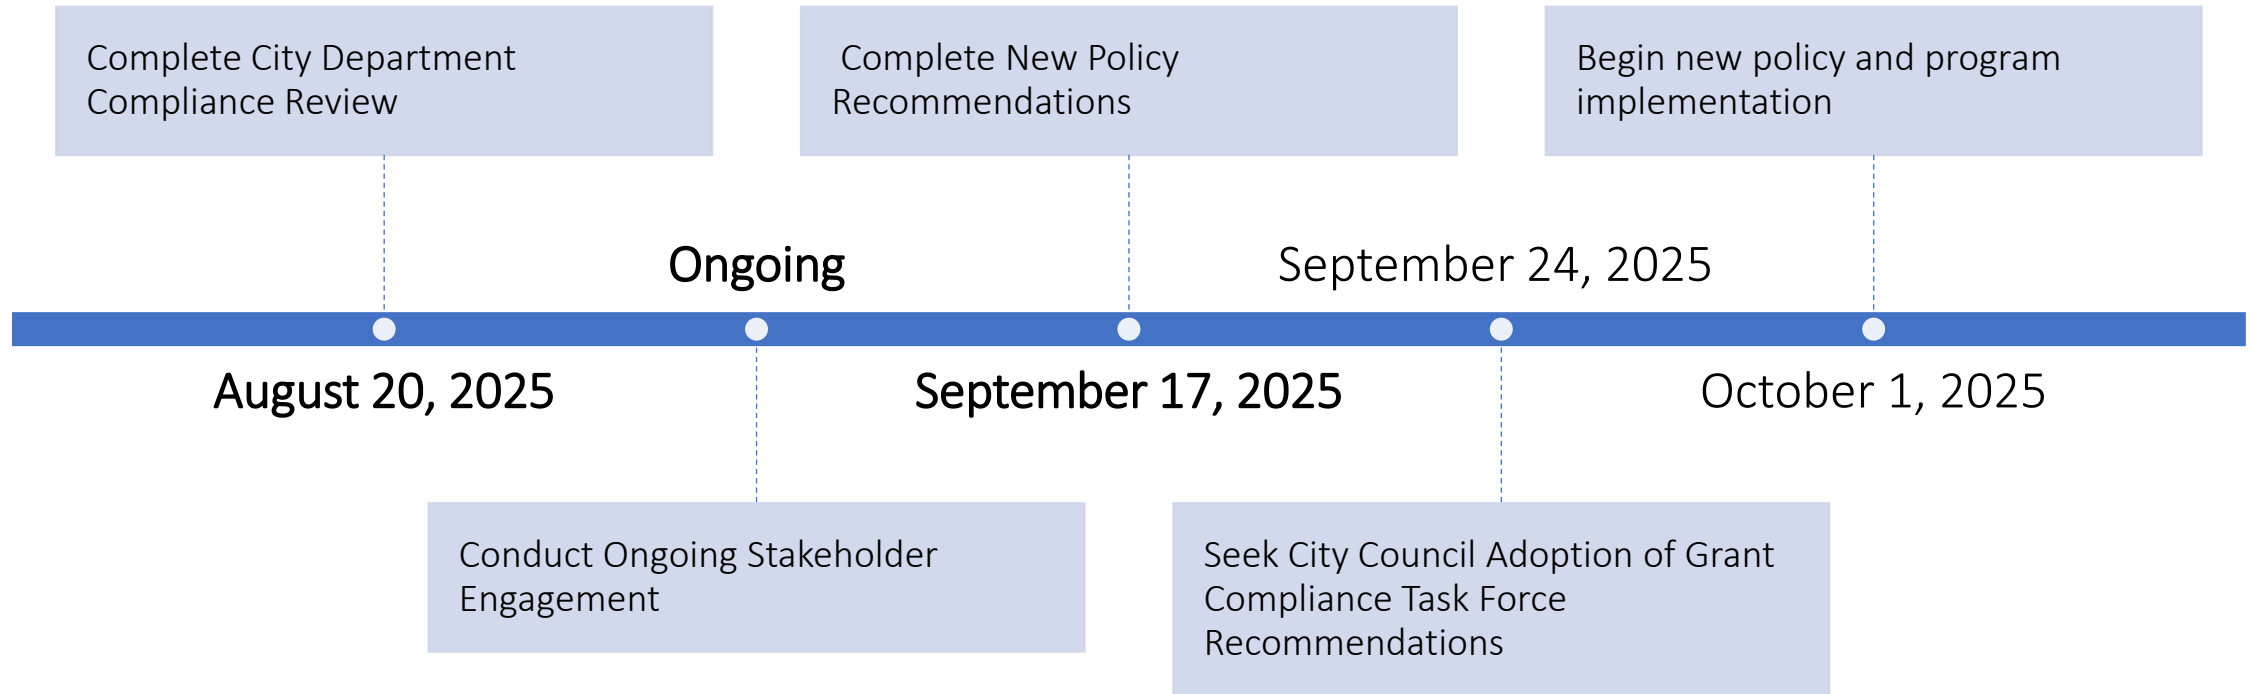 Complete City Department
Compliance Review
Complete New Policy
Recommendations
Begin new policy and program
implementation
Ongoing
September 24, 2025
August 20, 2025
September 17, 2025
October 1, 2025
Conduct Ongoing Stakeholder
Engagement
Seek City Council Adoption of Grant
Compliance Task Force
Recommendations